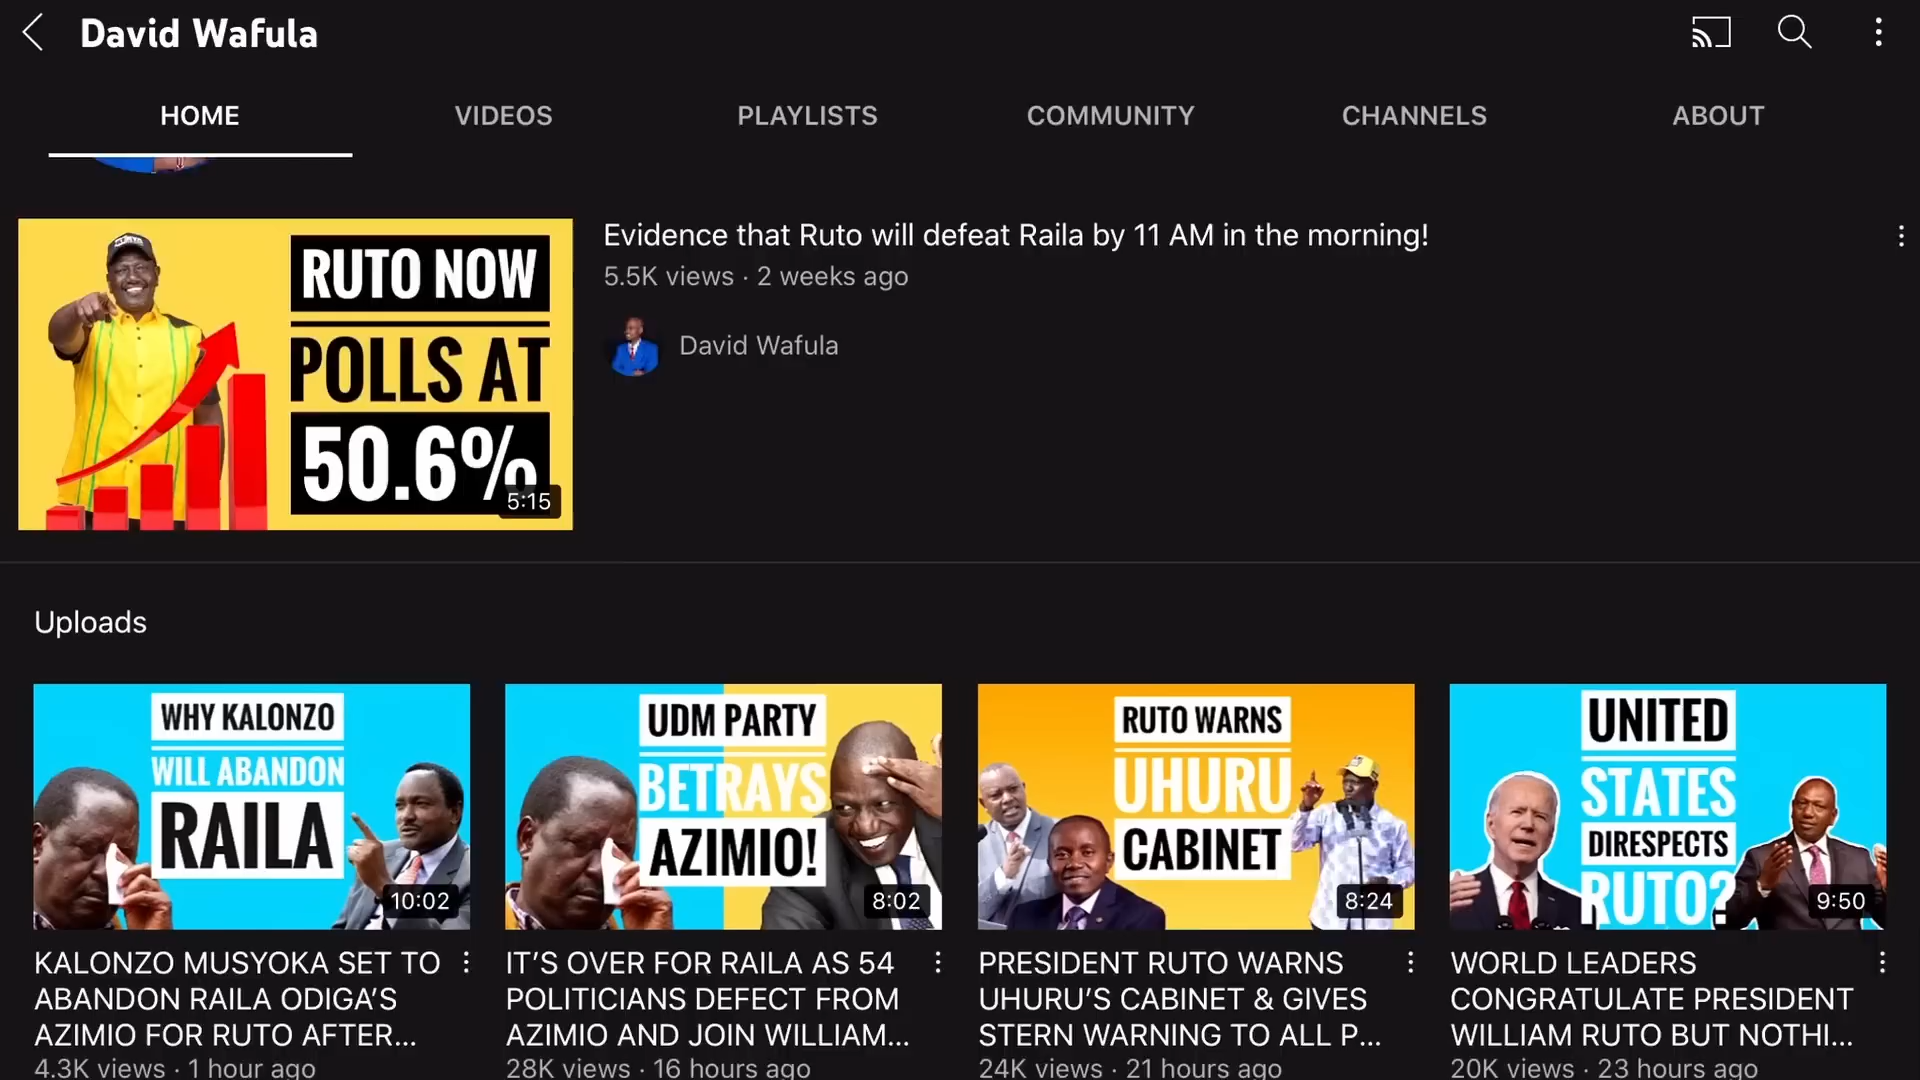 David Wafula
HOME
VIDEOS
PLAYLISTS
COMMUNITY
CHANNELS
ABOUT
RUTO NOW
POLLS AT
50.6%
5:15
Evidence that Ruto will defeat Raila by 11 AM in the morning!
5.5K views · 2 weeks ago
David Wafula
Uploads
WHY KALONZO
WILL ABANDON
RAILA
10:02
KALONZO MUSYOKA SET TO
ABANDON RAILA ODIGA’S
AZIMIO FOR RUTO AFTER...
4.3K views · 1 hour ago
UDM PARTY
BETRAYS
AZIMIO!
8:02
IT’S OVER FOR RAILA AS 54
POLITICIANS DEFECT FROM
AZIMIO AND JOIN WILLIAM...
28K views · 16 hours ago
RUTO WARNS
UHURU
CABINET
8:24
PRESIDENT RUTO WARNS
UHURU’S CABINET & GIVES
STERN WARNING TO ALL P...
24K views · 21 hours ago
UNITED
STATES
DIRESPECTS
RUTO?
9:50
WORLD LEADERS
CONGRATULATE PRESIDENT
WILLIAM RUTO BUT NOTHI...
20K views · 23 hours ago